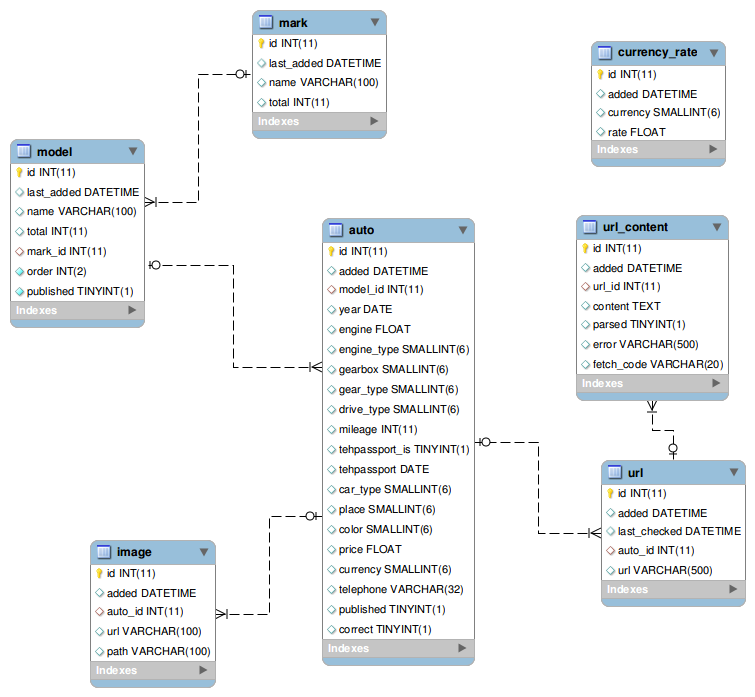 mark
id INT(11)
last_added DATETIME
name VARCHAR(100)
total INT(11)
Indexes
currency_rate
id INT(11)
added DATETIME
currency SMALLINT(6)
rate FLOAT
Indexes
model
id INT(11)
last_added DATETIME
name VARCHAR(100)
total INT(11)
mark_id INT(11)
order INT(2)
published TINYINT(1)
Indexes
auto
id INT(11)
added DATETIME
model_id INT(11)
year DATE
engine FLOAT
engine_type SMALLINT(6)
gearbox SMALLINT(6)
gear_type SMALLINT(6)
drive_type SMALLINT(6)
mileage INT(11)
tehpassport_is TINYINT(1)
tehpassport DATE
car_type SMALLINT(6)
place SMALLINT(6)
color SMALLINT(6)
price FLOAT
currency SMALLINT(6)
telephone VARCHAR(32)
published TINYINT(1)
correct TINYINT(1)
Indexes
url_content
id INT(11)
added DATETIME
url_id INT(11)
content TEXT
parsed TINYINT(1)
error VARCHAR(500)
fetch_code VARCHAR(20)
Indexes
url
id INT(11)
added DATETIME
last_checked DATETIME
auto_id INT(11)
url VARCHAR(500)
Indexes
image
id INT(11)
added DATETIME
auto_id INT(11)
url VARCHAR(100)
path VARCHAR(100)
Indexes